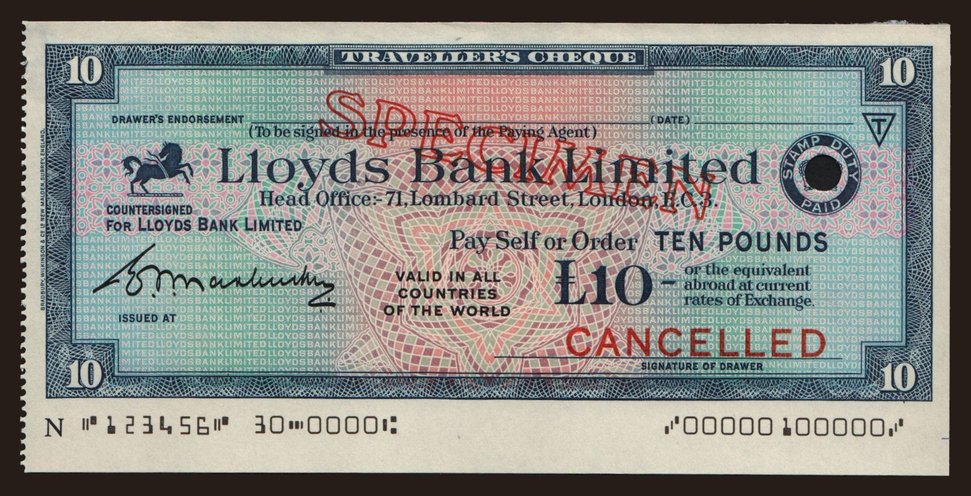 TRAVELLER'S CHEQUE
10 10
DRAWER'S ENDORSEMENT (DATE)
(To be signed in the presence of the Paying Agent)
T
SPECIMEN
Lloyds Bank Limited
STAMP DUTY PAID
Head Office:- 71, Lombard Street, London, E.C.3.
COUNTERSIGNED
FOR LLOYDS BANK LIMITED
Pay Self or Order TEN POUNDS
£10 - or the equivalent
abroad at current
rates of Exchange.
VALID IN ALL
COUNTRIES
OF THE WORLD
ISSUED AT
CANCELLED
SIGNATURE OF DRAWER
10 10
N ⑈123456⑈ 30⑉0000⑆ ⑇00000 100000⑇